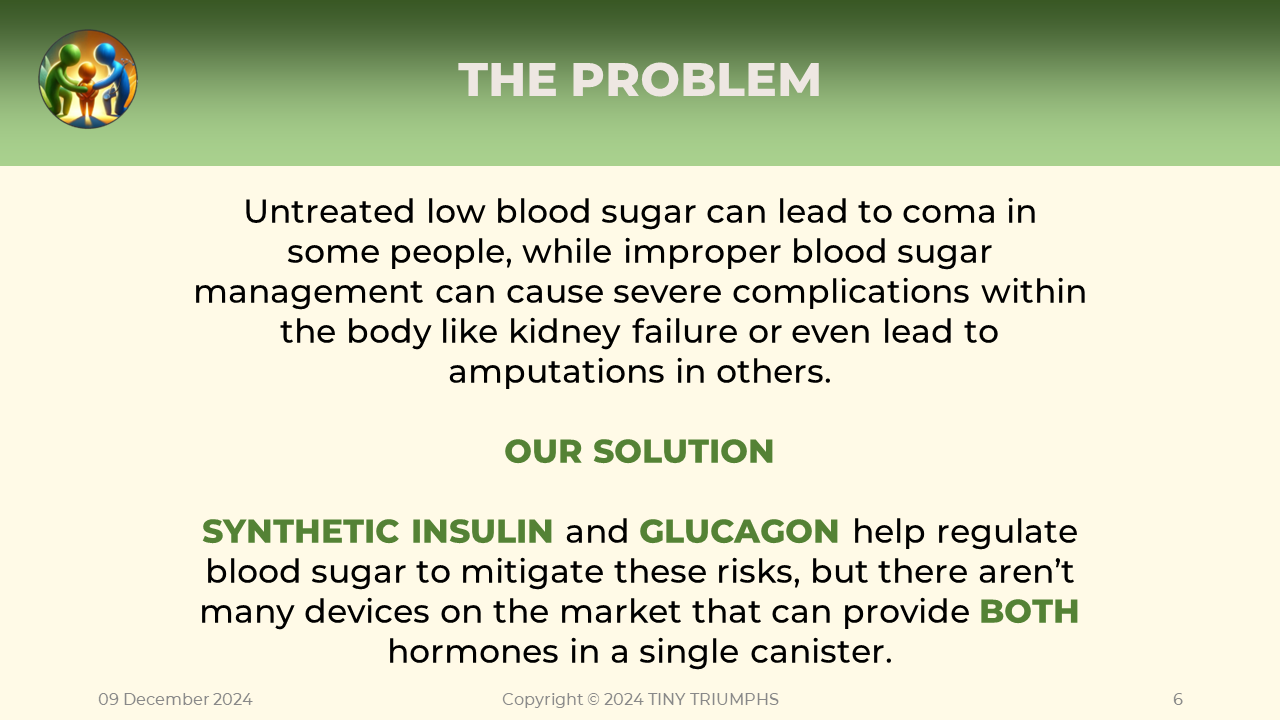 THE PROBLEM
Untreated low blood sugar can lead to coma in
some people, while improper blood sugar
management can cause severe complications within
the body like kidney failure or even lead to
amputations in others.
OUR SOLUTION
SYNTHETIC INSULIN and GLUCAGON help regulate
blood sugar to mitigate these risks, but there aren’t
many devices on the market that can provide BOTH
hormones in a single canister.
09 December 2024
Copyright © 2024 TINY TRIUMPHS
6